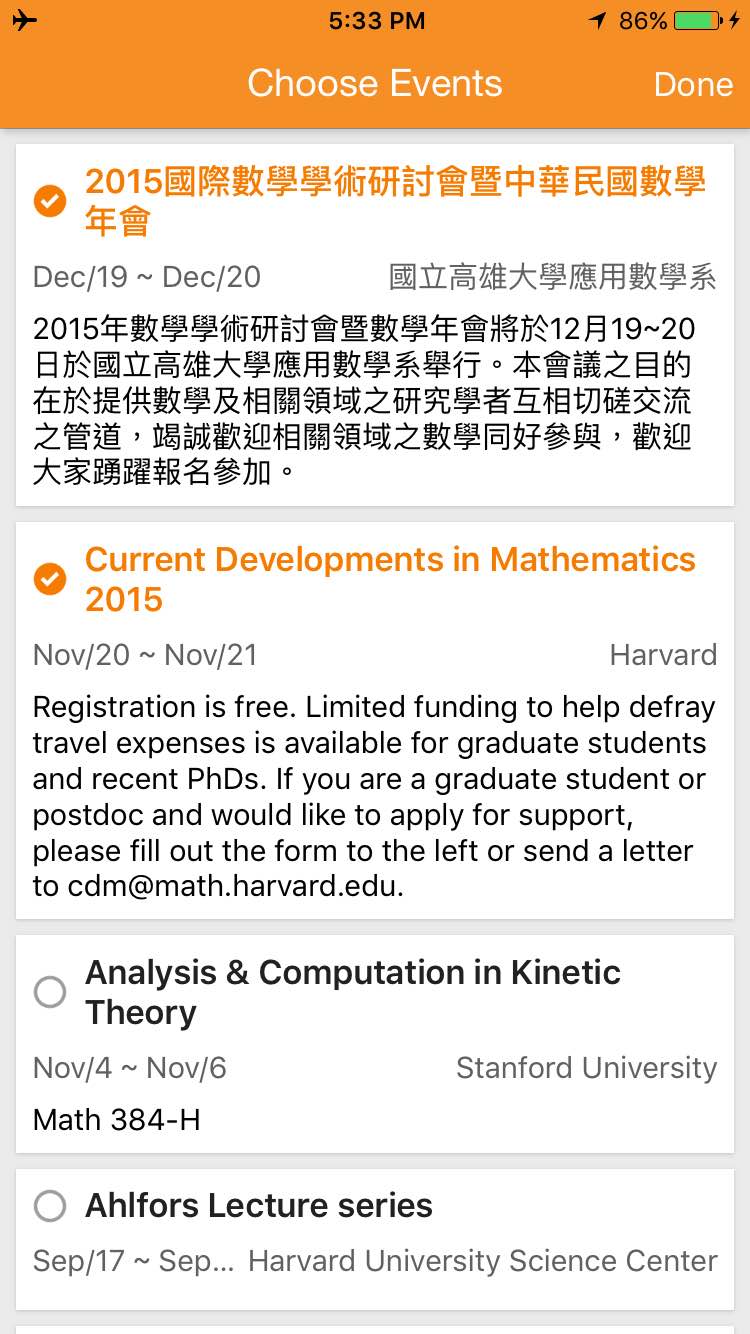 5:33 PM
86%
Choose Events
Done
2015國際數學學術研討會暨中華民國數學
年會
Dec/19 ~ Dec/20
國立高雄大學應用數學系
2015年數學學術研討會暨數學年會將於12月19~20
日於國立高雄大學應用數學系舉行。本會議之目的
在於提供數學及相關領域之研究學者互相切磋交流
之管道，竭誠歡迎相關領域之數學同好參與，歡迎
大家踴躍報名參加。
Current Developments in Mathematics
2015
Nov/20 ~ Nov/21
Harvard
Registration is free. Limited funding to help defray
travel expenses is available for graduate students
and recent PhDs. If you are a graduate student or
postdoc and would like to apply for support,
please fill out the form to the left or send a letter
to cdm@math.harvard.edu.
Analysis & Computation in Kinetic
Theory
Nov/4 ~ Nov/6
Stanford University
Math 384-H
Ahlfors Lecture series
Sep/17 ~ Sep...
Harvard University Science Center